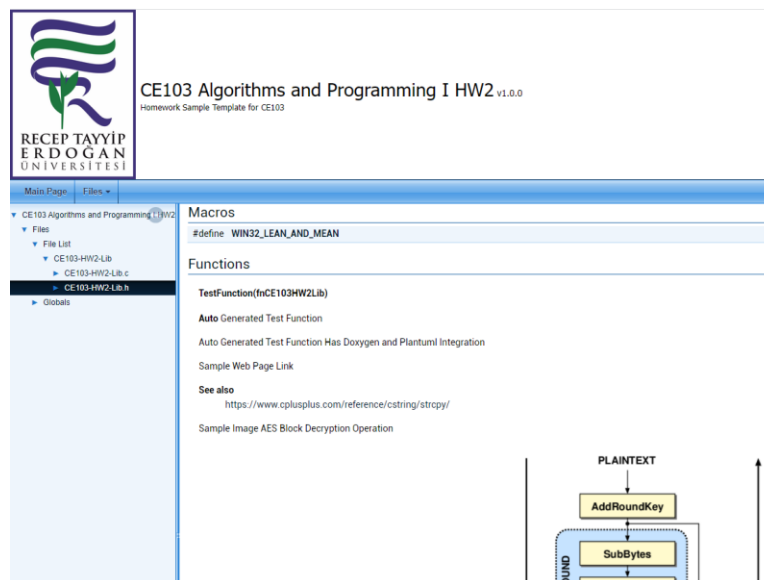 RECEP TAYYİP
ERDOĞAN
ÜNİVERSİTESİ
CE103 Algorithms and Programming I HW2 v1.0.0
Homework Sample Template for CE103
Main Page
Files
CE103 Algorithms and Programming I HW2
Files
File List
CE103-HW2-Lib
CE103-HW2-Lib.c
CE103-HW2-Lib.h
Globals
Macros
#define WIN32_LEAN_AND_MEAN
Functions
TestFunction(fnCE103HW2Lib)
Auto Generated Test Function
Auto Generated Test Function Has Doxygen and Plantuml Integration
Sample Web Page Link
See also
https://www.cplusplus.com/reference/cstring/strcpy/
Sample Image AES Block Decryption Operation
PLAINTEXT
AddRoundKey
SubBytes